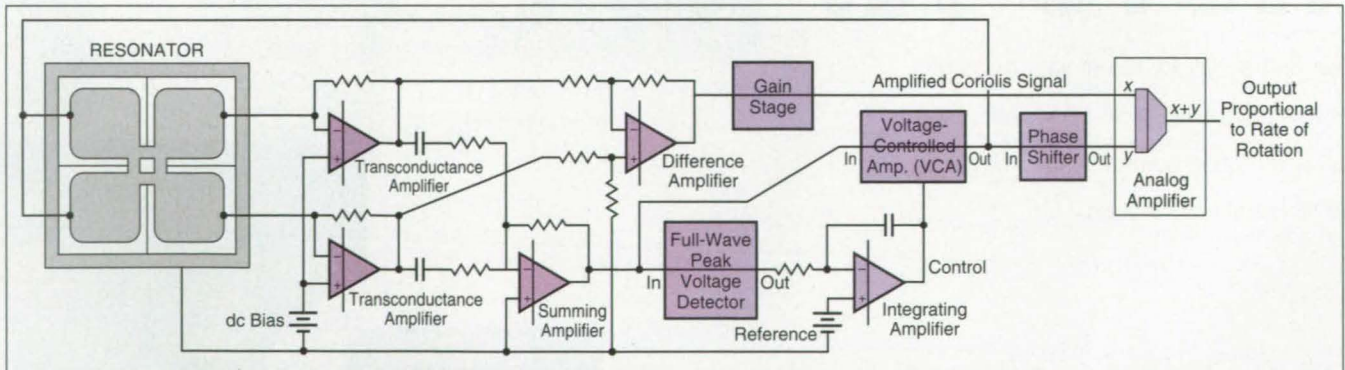 RESONATOR
Transconductance
Amplifier
Difference
Amplifier
Gain
Stage
Amplified Coriolis Signal
x
x+y
y
Output
Proportional
to Rate of
Rotation
Voltage-
Controlled
Amp. (VCA)
In
Out
Phase
Shifter
In
Out
Analog
Amplifier
dc Bias
Transconductance
Amplifier
Summing
Amplifier
Full-Wave
Peak
Voltage
Detector
In
Out
Reference
Control
Integrating
Amplifier
−
+
−
+
−
+
−
+
−
+